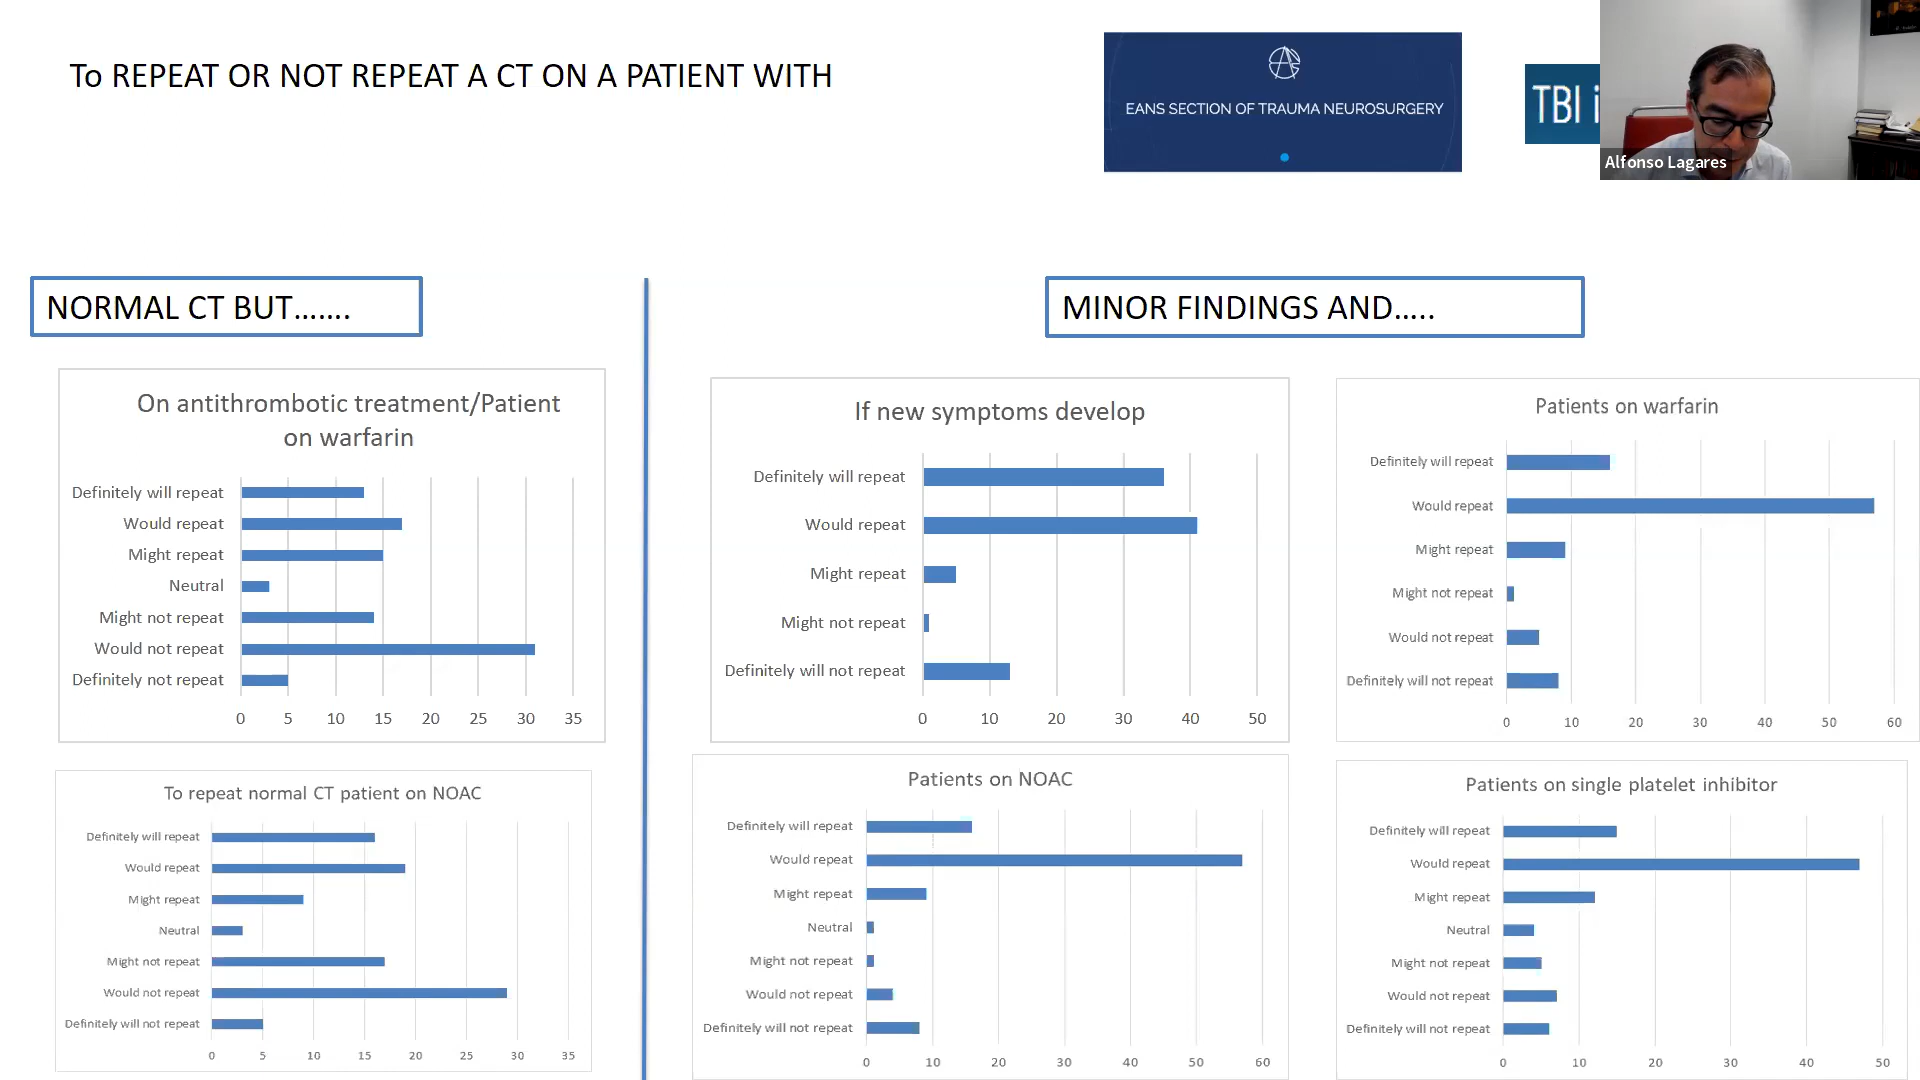 To REPEAT OR NOT REPEAT A CT ON A PATIENT WITH
EANS SECTION OF TRAUMA NEUROSURGERY
TBI i
Alfonso Lagares
NORMAL CT BUT.......
MINOR FINDINGS AND.....
On antithrombotic treatment/Patient
on warfarin
Definitely will repeat
Would repeat
Might repeat
Neutral
Might not repeat
Would not repeat
Definitely not repeat
0 5 10 15 20 25 30 35
If new symptoms develop
Definitely will repeat
Would repeat
Might repeat
Might not repeat
Definitely will not repeat
0 10 20 30 40 50
Patients on warfarin
Definitely will repeat
Would repeat
Might repeat
Might not repeat
Would not repeat
Definitely will not repeat
0 10 20 30 40 50 60
To repeat normal CT patient on NOAC
Definitely will repeat
Would repeat
Might repeat
Neutral
Might not repeat
Would not repeat
Definitely will not repeat
0 5 10 15 20 25 30 35
Patients on NOAC
Definitely will repeat
Would repeat
Might repeat
Neutral
Might not repeat
Would not repeat
Definitely will not repeat
0 10 20 30 40 50 60
Patients on single platelet inhibitor
Definitely will repeat
Would repeat
Might repeat
Neutral
Might not repeat
Would not repeat
Definitely will not repeat
0 10 20 30 40 50